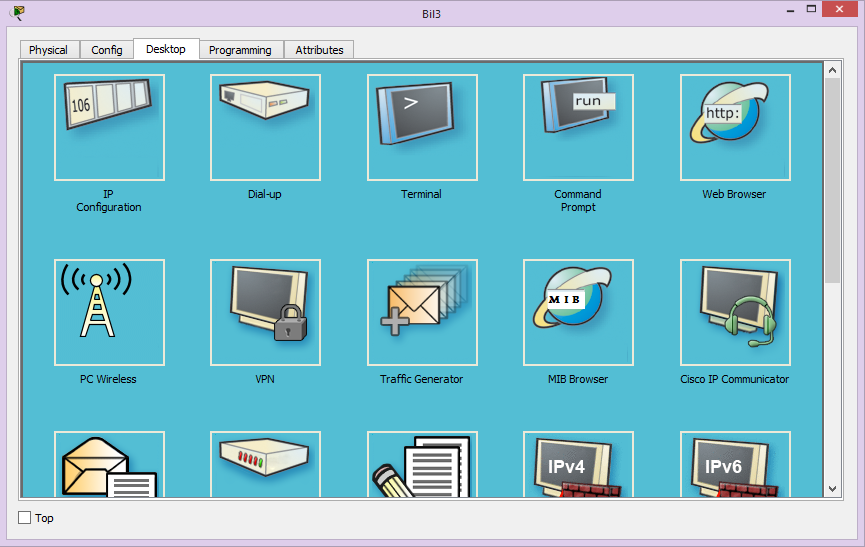 Bil3
Physical
Config
Desktop
Programming
Attributes
106
>
run
http:
IP
Configuration
Dial-up
Terminal
Command
Prompt
Web Browser
MIB
PC Wireless
VPN
Traffic Generator
MIB Browser
Cisco IP Communicator
IPv4
IPv6
Top